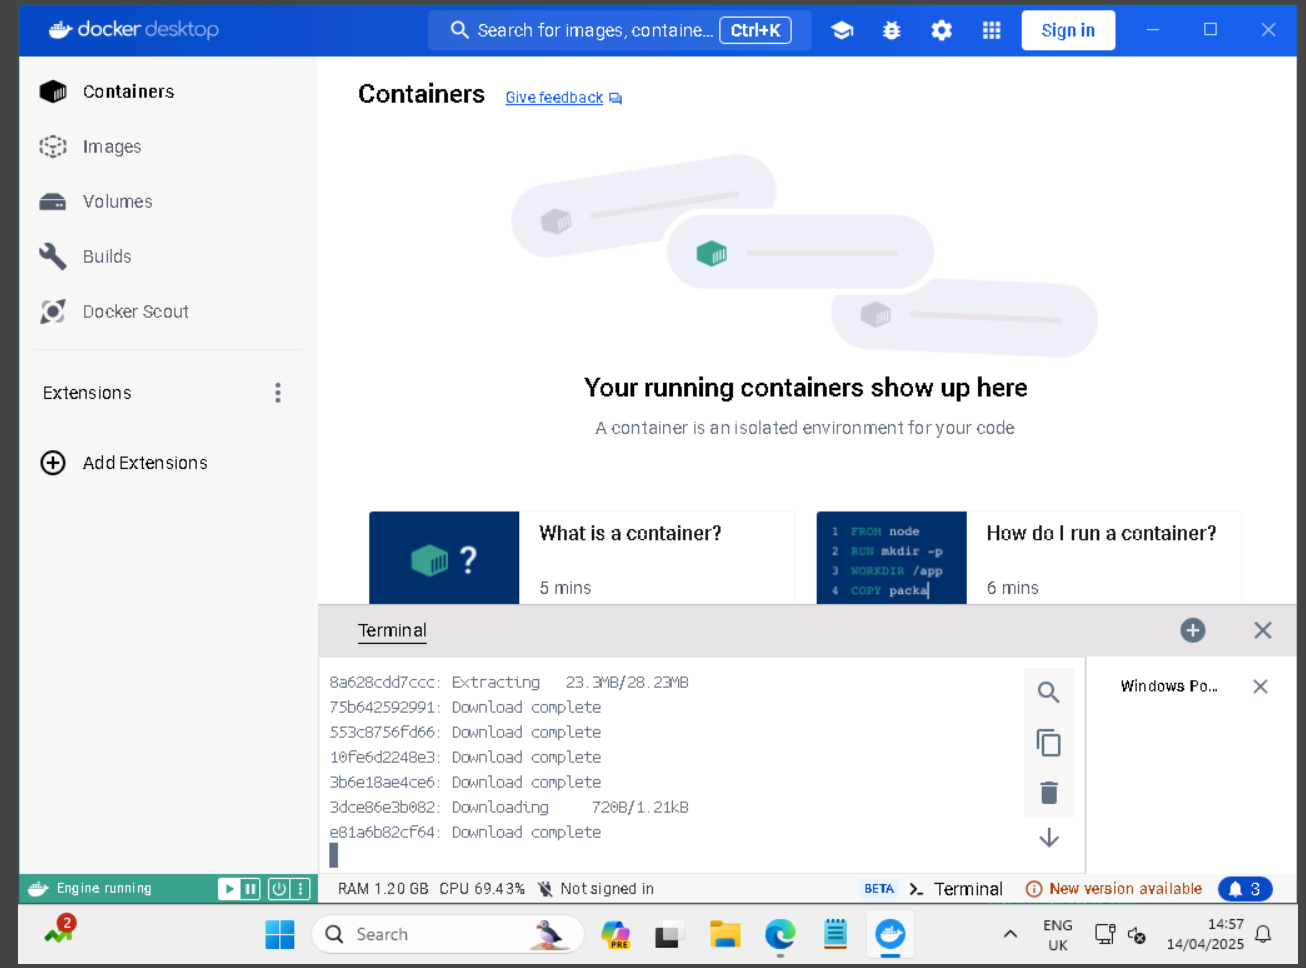 docker desktop
Search for images, containe... Ctrl+K
Sign in
Containers
Images
Volumes
Builds
Docker Scout
Extensions
Add Extensions
Containers Give feedback
Your running containers show up here
A container is an isolated environment for your code
?
What is a container?
5 mins
1 FROM node
2 RUN mkdir -p
3 WORKDIR /app
4 COPY packa
How do I run a container?
6 mins
Terminal
8a628cdd7ccc: Extracting 23.3MB/28.23MB
75b642592991: Download complete
553c8756fd66: Download complete
10fe6d2248e3: Download complete
3b6e18ae4ce6: Download complete
3dce86e3b082: Downloading 720B/1.21kB
e81a6b82cf64: Download complete
Windows Po...
Engine running
RAM 1.20 GB CPU 69.43% Not signed in
BETA >_ Terminal
New version available
3
2
Search
PRE
ENG
UK
14:57
14/04/2025